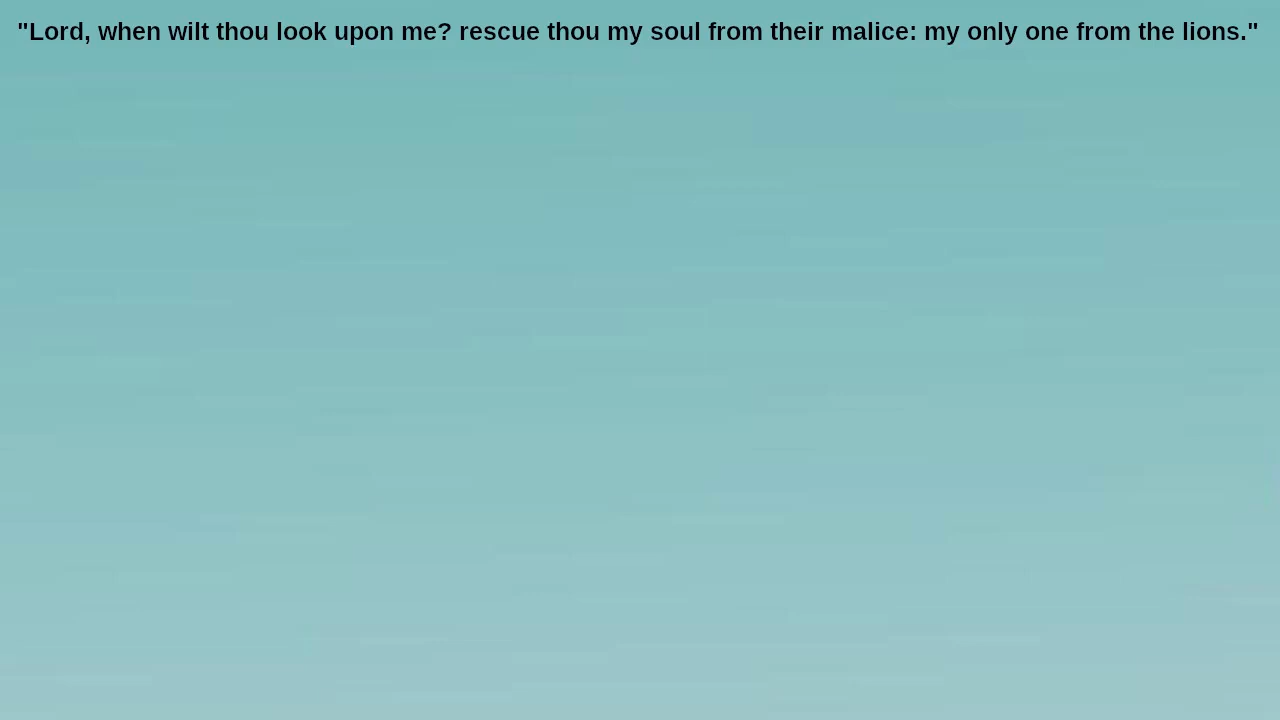 "Lord, when wilt thou look upon me? rescue thou my soul from their malice: my only one from the lions."